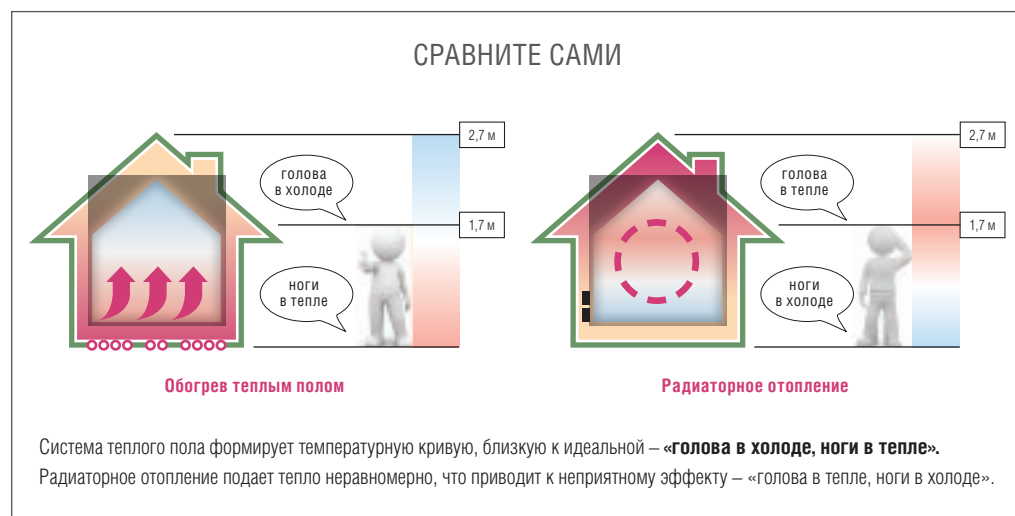 СРАВНИТЕ САМИ
2,7 м
голова
в холоде
1,7 м
ноги
в тепле
Обогрев теплым полом
2,7 м
голова
в тепле
1,7 м
ноги
в холоде
Радиаторное отопление
Система теплого пола формирует температурную кривую, близкую к идеальной – «голова в холоде, ноги в тепле».
Радиаторное отопление подает тепло неравномерно, что приводит к неприятному эффекту – «голова в тепле, ноги в холоде».